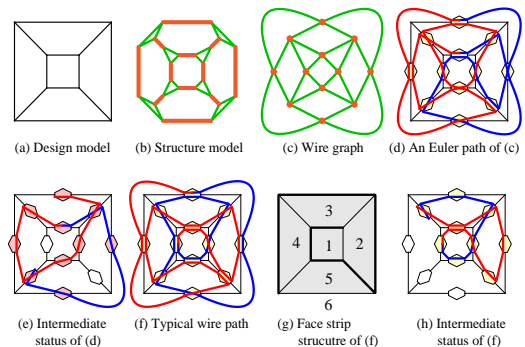 (a) Design model
(b) Structure model
(c) Wire graph
(d) An Euler path of (c)
3
4
1
2
5
6
(e) Intermediate
status of (d)
(f) Typical wire path
(g) Face strip
strucutre of (f)
(h) Intermediate
status of (f)